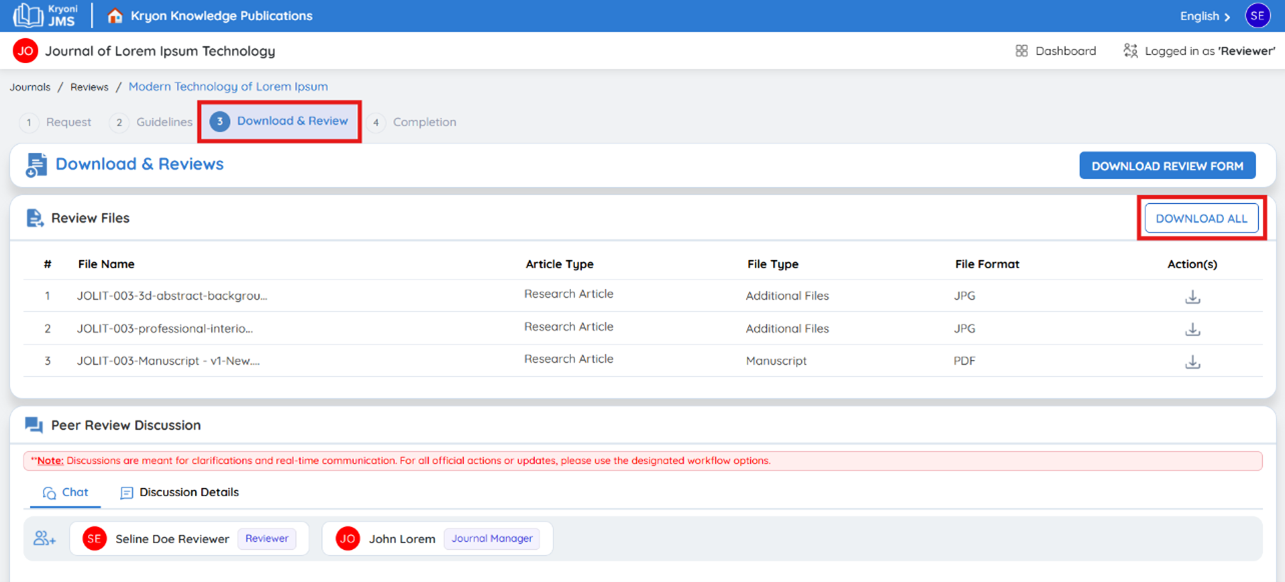 Kryoni JMS Kryon Knowledge Publications English SE
JO Journal of Lorem Ipsum Technology Dashboard Logged in as 'Reviewer'
Journals / Reviews / Modern Technology of Lorem Ipsum
1 Request 2 Guidelines 3 Download & Review 4 Completion
Download & Reviews DOWNLOAD REVIEW FORM
Review Files DOWNLOAD ALL
# File Name Article Type File Type File Format Action(s)
1 JOLIT-003-3d-abstract-backgrou... Research Article Additional Files JPG
2 JOLIT-003-professional-interio... Research Article Additional Files JPG
3 JOLIT-003-Manuscript - v1-New.... Research Article Manuscript PDF
Peer Review Discussion
**Note: Discussions are meant for clarifications and real-time communication. For all official actions or updates, please use the designated workflow options.
Chat Discussion Details
SE Seline Doe Reviewer Reviewer JO John Lorem Journal Manager